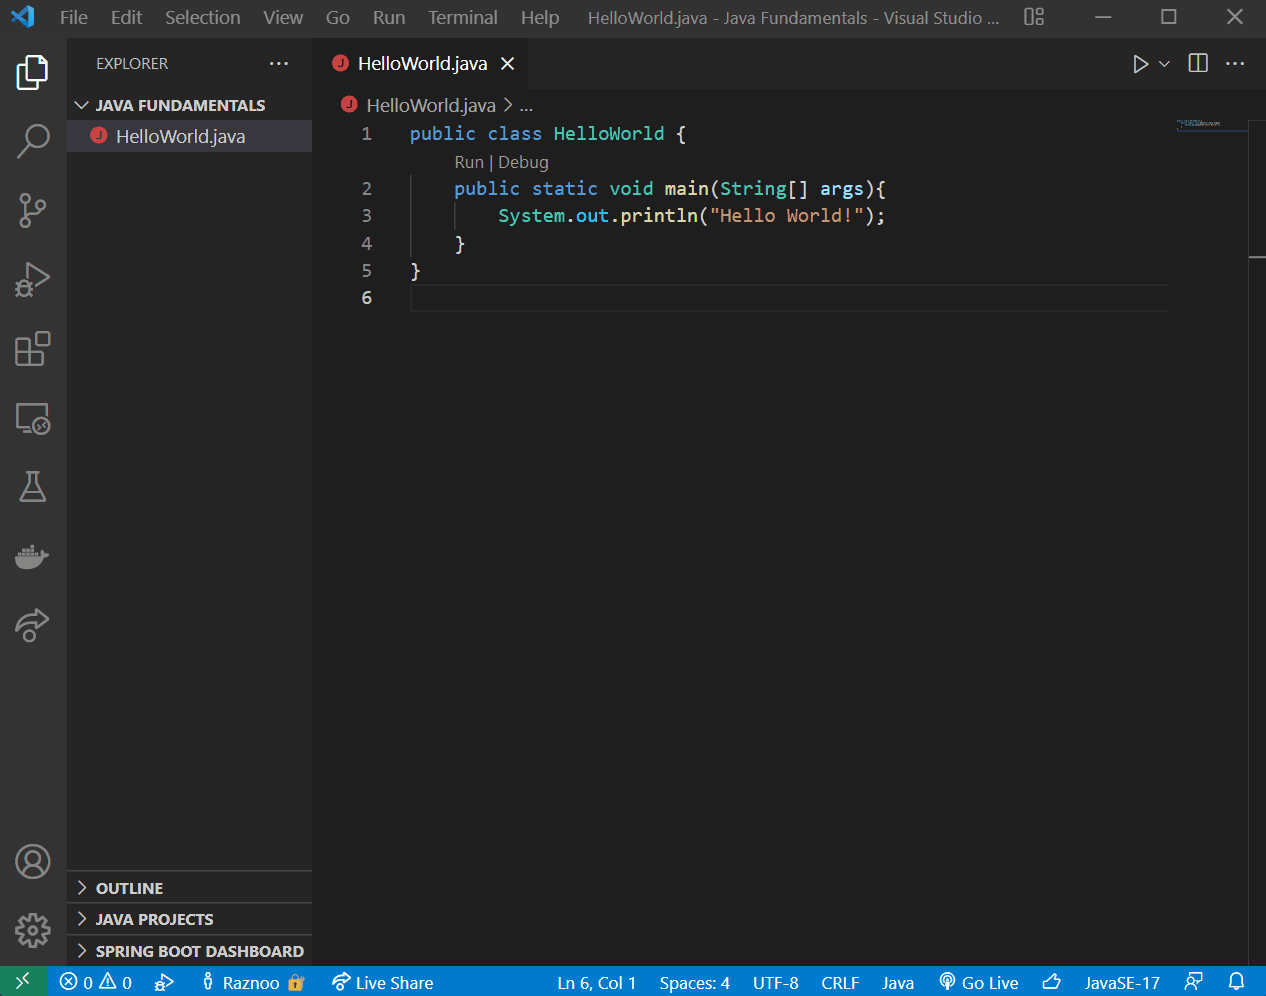 File Edit Selection View Go Run Terminal Help HelloWorld.java - Java Fundamentals - Visual Studio ...
EXPLORER ...
JAVA FUNDAMENTALS
J HelloWorld.java
OUTLINE
JAVA PROJECTS
SPRING BOOT DASHBOARD
J HelloWorld.java
J HelloWorld.java > ...
1 public class HelloWorld {
Run | Debug
2 public static void main(String[] args){
3 System.out.println("Hello World!");
4 }
5 }
6
0 0 Raznoo Live Share Ln 6, Col 1 Spaces: 4 UTF-8 CRLF Java Go Live JavaSE-17